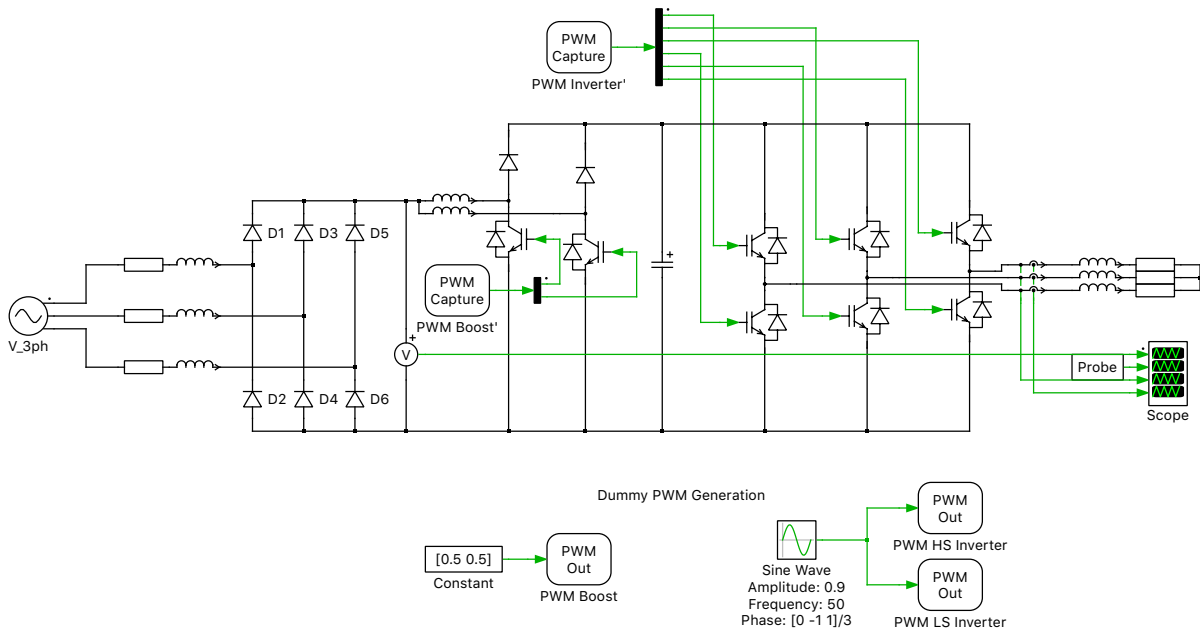 PWM
Capture
PWM Inverter'
D1
D3
D5
PWM
Capture
PWM Boost'
+
V_3ph
+
V
Probe
Scope
D2
D4
D6
Dummy PWM Generation
[0.5 0.5]
Constant
PWM
Out
PWM Boost
Sine Wave
Amplitude: 0.9
Frequency: 50
Phase: [0 -1 1]/3
PWM
Out
PWM HS Inverter
PWM
Out
PWM LS Inverter